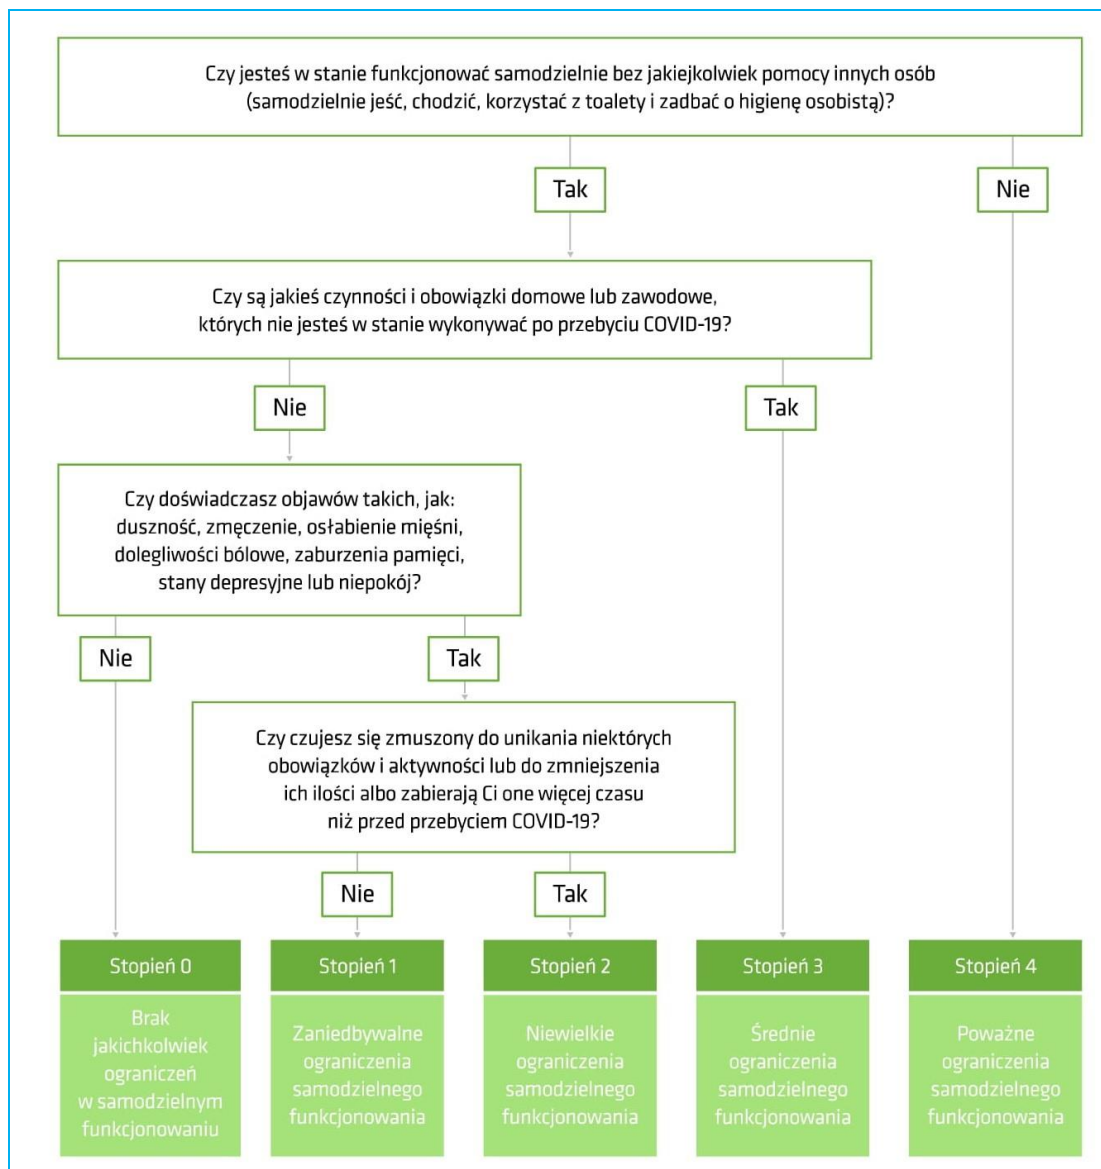 Czy jesteś w stanie funkcjonować samodzielnie bez jakiejkolwiek pomocy innych osób
(samodzielnie jeść, chodzić, korzystać z toalety i zadbać o higienę osobistą)?
Tak
Nie
Czy są jakieś czynności i obowiązki domowe lub zawodowe,
których nie jesteś w stanie wykonywać po przebyciu COVID-19?
Nie
Tak
Czy doświadczasz objawów takich, jak:
duszność, zmęczenie, osłabienie mięśni,
dolegliwości bólowe, zaburzenia pamięci,
stany depresyjne lub niepokój?
Nie
Tak
Czy czujesz się zmuszony do unikania niektórych
obowiązków i aktywności lub do zmniejszenia
ich ilości albo zabierają Ci one więcej czasu
niż przed przebyciem COVID-19?
Nie
Tak
Stopień 0
Brak
jakichkolwiek
ograniczeń
w samodzielnym
funkcjonowaniu
Stopień 1
Zaniedbywalne
ograniczenia
samodzielnego
funkcjonowania
Stopień 2
Niewielkie
ograniczenia
samodzielnego
funkcjonowania
Stopień 3
Średnie
ograniczenia
samodzielnego
funkcjonowania
Stopień 4
Poważne
ograniczenia
samodzielnego
funkcjonowania